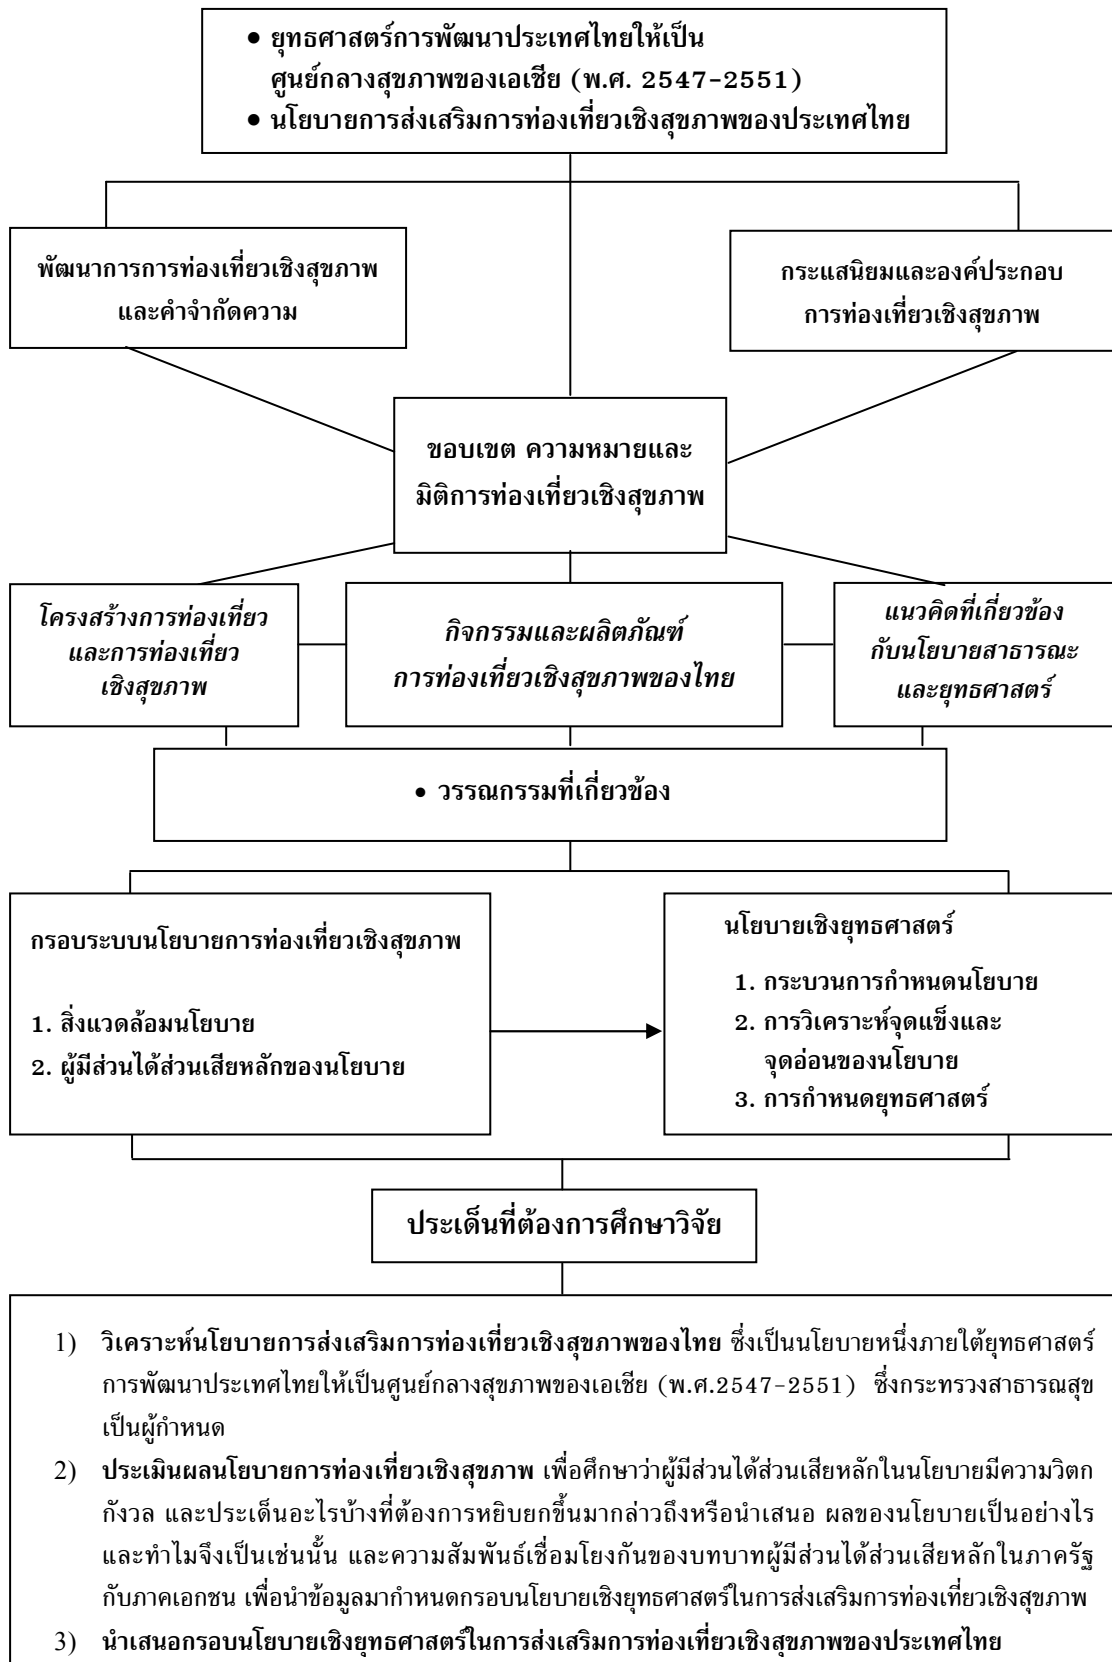 • ยุทธศาสตร์การพัฒนาประเทศไทยให้เป็น
ศูนย์กลางสุขภาพของเอเชีย (พ.ศ. 2547-2551)
• นโยบายการส่งเสริมการท่องเที่ยวเชิงสุขภาพของประเทศไทย
พัฒนาการการท่องเที่ยวเชิงสุขภาพ
และคำจำกัดความ
กระแสนิยมและองค์ประกอบ
การท่องเที่ยวเชิงสุขภาพ
ขอบเขต ความหมายและ
มิติการท่องเที่ยวเชิงสุขภาพ
โครงสร้างการท่องเที่ยว
และการท่องเที่ยว
เชิงสุขภาพ
กิจกรรมและผลิตภัณฑ์
การท่องเที่ยวเชิงสุขภาพของไทย
แนวคิดที่เกี่ยวข้อง
กับนโยบายสาธารณะ
และยุทธศาสตร์
• วรรณกรรมที่เกี่ยวข้อง
กรอบระบบนโยบายการท่องเที่ยวเชิงสุขภาพ
1. สิ่งแวดล้อมนโยบาย
2. ผู้มีส่วนได้ส่วนเสียหลักของนโยบาย
นโยบายเชิงยุทธศาสตร์
1. กระบวนการกำหนดนโยบาย
2. การวิเคราะห์จุดแข็งและ
จุดอ่อนของนโยบาย
3. การกำหนดยุทธศาสตร์
ประเด็นที่ต้องการศึกษาวิจัย
1) วิเคราะห์นโยบายการส่งเสริมการท่องเที่ยวเชิงสุขภาพของไทย ซึ่งเป็นนโยบายหนึ่งภายใต้ยุทธศาสตร์
การพัฒนาประเทศไทยให้เป็นศูนย์กลางสุขภาพของเอเชีย (พ.ศ.2547-2551) ซึ่งกระทรวงสาธารณสุข
เป็นผู้กำหนด
2) ประเมินผลนโยบายการท่องเที่ยวเชิงสุขภาพ เพื่อศึกษาว่าผู้มีส่วนได้ส่วนเสียหลักในนโยบายมีความวิตก
กังวล และประเด็นอะไรบ้างที่ต้องการหยิบยกขึ้นมากล่าวถึงหรือนำเสนอ ผลของนโยบายเป็นอย่างไร
และทำไมจึงเป็นเช่นนั้น และความสัมพันธ์เชื่อมโยงกันของบทบาทผู้มีส่วนได้ส่วนเสียหลักในภาครัฐ
กับภาคเอกชน เพื่อนำข้อมูลมากำหนดกรอบนโยบายเชิงยุทธศาสตร์ในการส่งเสริมการท่องเที่ยวเชิงสุขภาพ
3) นำเสนอกรอบนโยบายเชิงยุทธศาสตร์ในการส่งเสริมการท่องเที่ยวเชิงสุขภาพของประเทศไทย